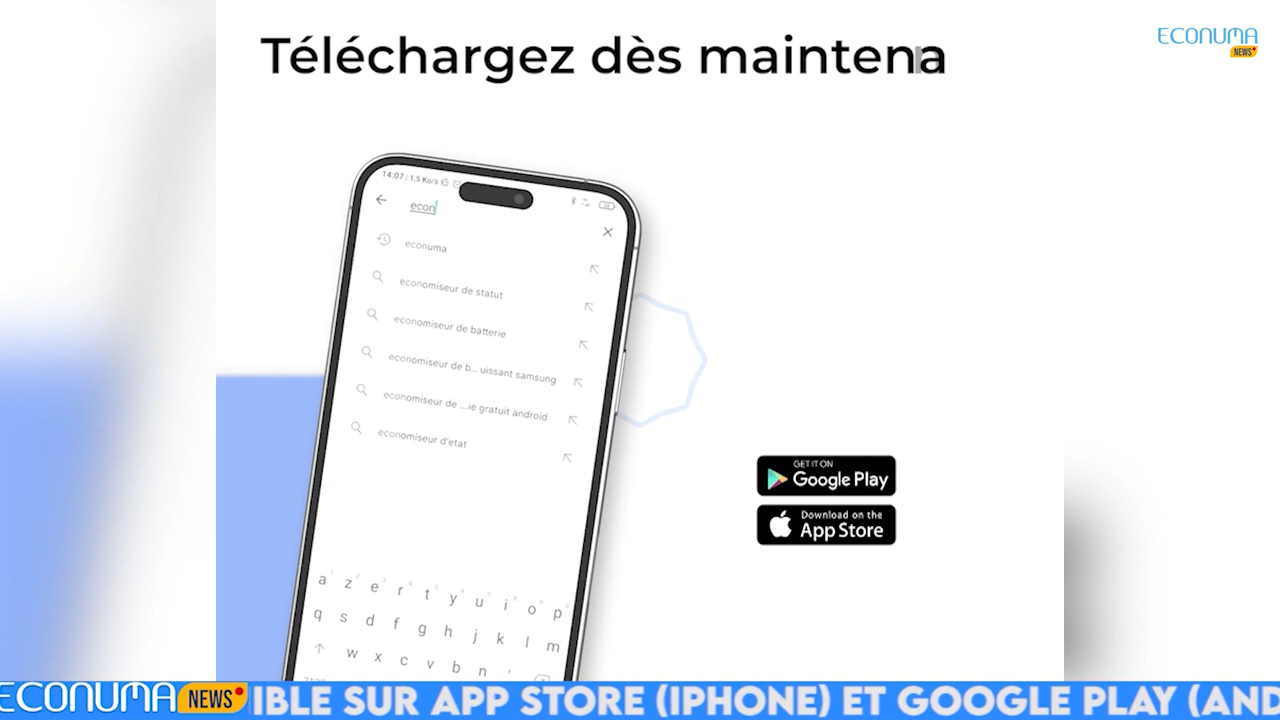 Téléchargez dès maintena
ECONUMA
NEWS
14:07 | 1,5 Ko/s
econ
econuma
economiseur de statut
economiseur de batterie
economiseur de b... uissant samsung
economiseur de ...ie gratuit android
economiseur d'etat
GET IT ON
Google Play
Download on the
App Store
a z e r t y u i o p
q s d f g h j k l m
w x c v b n '
ECONUMA NEWS IBLE SUR APP STORE (IPHONE) ET GOOGLE PLAY (AND